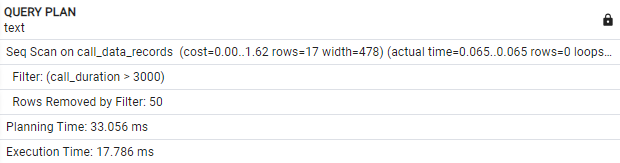 QUERY PLAN
text
Seq Scan on call_data_records (cost=0.00..1.62 rows=17 width=478) (actual time=0.065..0.065 rows=0 loops...
Filter: (call_duration > 3000)
Rows Removed by Filter: 50
Planning Time: 33.056 ms
Execution Time: 17.786 ms